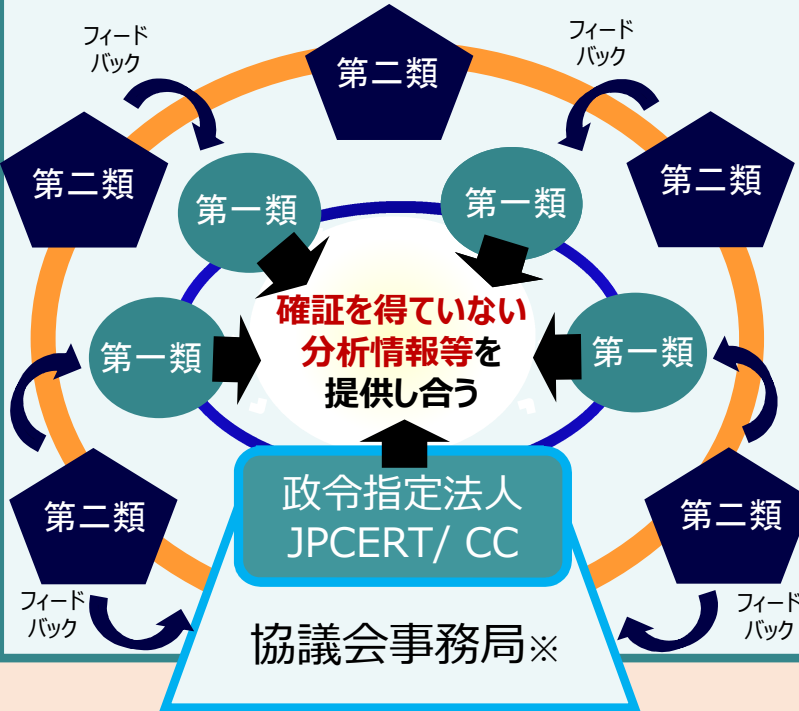 フィード
バック
第二類
フィード
バック
第二類
第二類
第一類
第一類
確証を得ていない
分析情報等を
提供し合う
第一類
第一類
第二類
政令指定法人
JPCERT/ CC
第二類
フィード
バック
協議会事務局※
フィード
バック